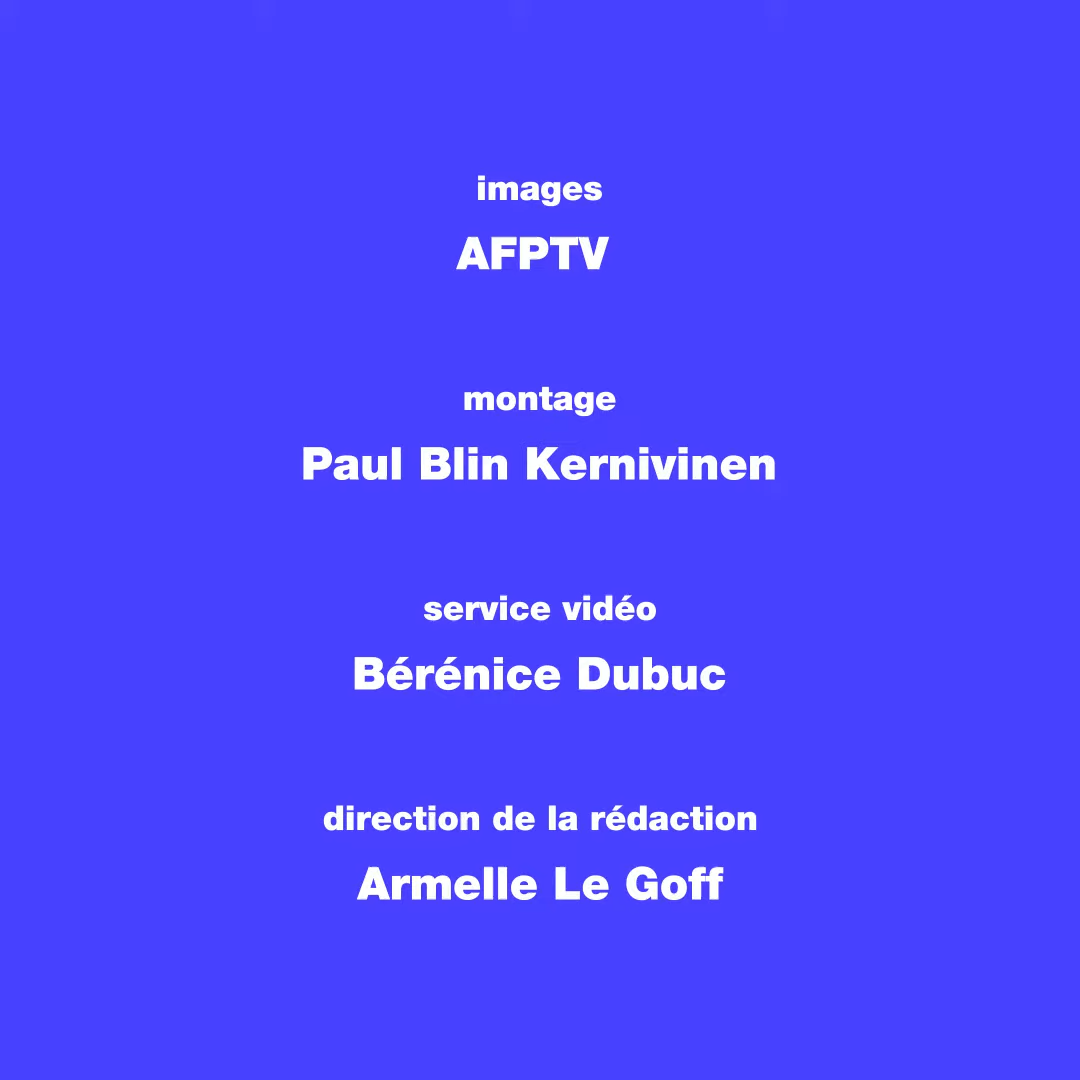 images
AFPTV
montage
Paul Blin Kernivinen
service vidéo
Bérénice Dubuc
direction de la rédaction
Armelle Le Goff